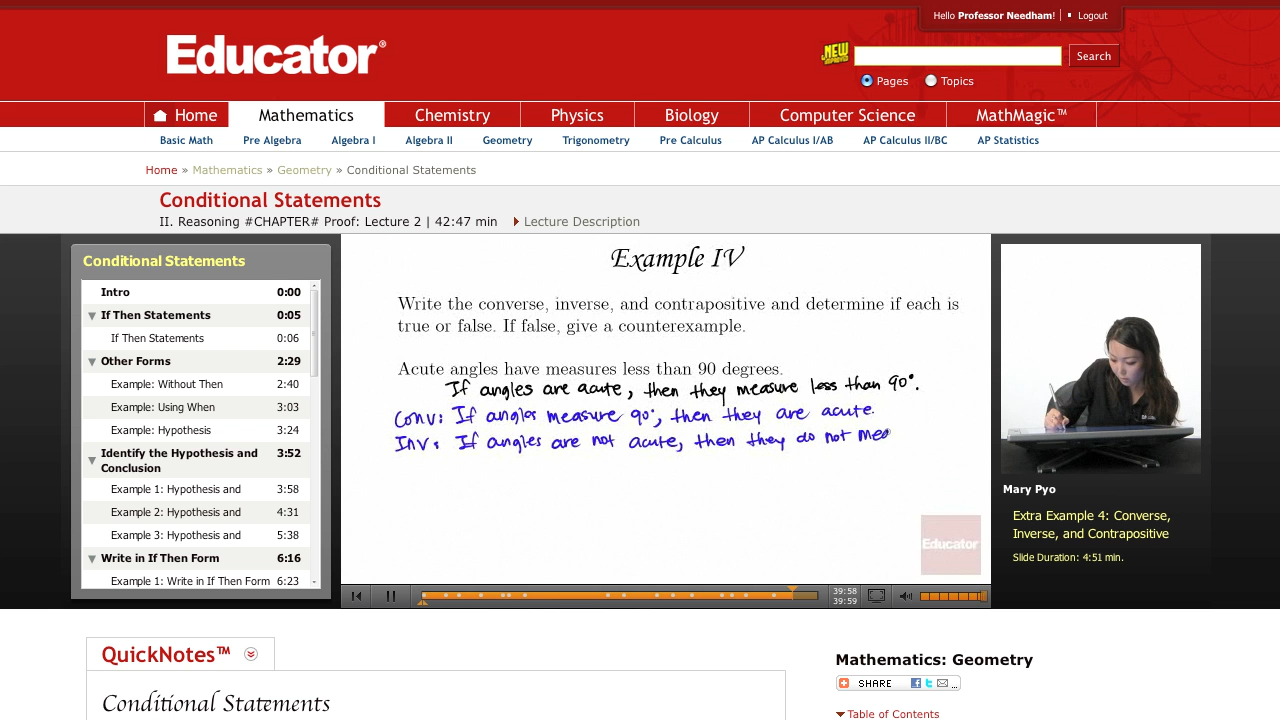 Hello Professor Needham! Logout
Educator®
NEW
Search
Pages Topics
Home Mathematics Chemistry Physics Biology Computer Science MathMagic™
Basic Math Pre Algebra Algebra I Algebra II Geometry Trigonometry Pre Calculus AP Calculus I/AB AP Calculus II/BC AP Statistics
Home » Mathematics » Geometry » Conditional Statements
Conditional Statements
II. Reasoning #CHAPTER# Proof: Lecture 2 | 42:47 min Lecture Description
Conditional Statements
Intro 0:00
If Then Statements 0:05
If Then Statements 0:06
Other Forms 2:29
Example: Without Then 2:40
Example: Using When 3:03
Example: Hypothesis 3:24
Identify the Hypothesis and
Conclusion 3:52
Example 1: Hypothesis and 3:58
Example 2: Hypothesis and 4:31
Example 3: Hypothesis and 5:38
Write in If Then Form 6:16
Example 1: Write in If Then Form 6:23
Example IV
Write the converse, inverse, and contrapositive and determine if each is
true or false. If false, give a counterexample.
Acute angles have measures less than 90 degrees.
If angles are acute, then they measure less than 90°.
Conv: If angles measure 90°, then they are acute.
Inv: If angles are not acute, then they do not mea
Educator
39:58
39:59
Mary Pyo
Extra Example 4: Converse,
Inverse, and Contrapositive
Slide Duration: 4:51 min.
QuickNotes™
Conditional Statements
Mathematics: Geometry
SHARE ...
Table of Contents